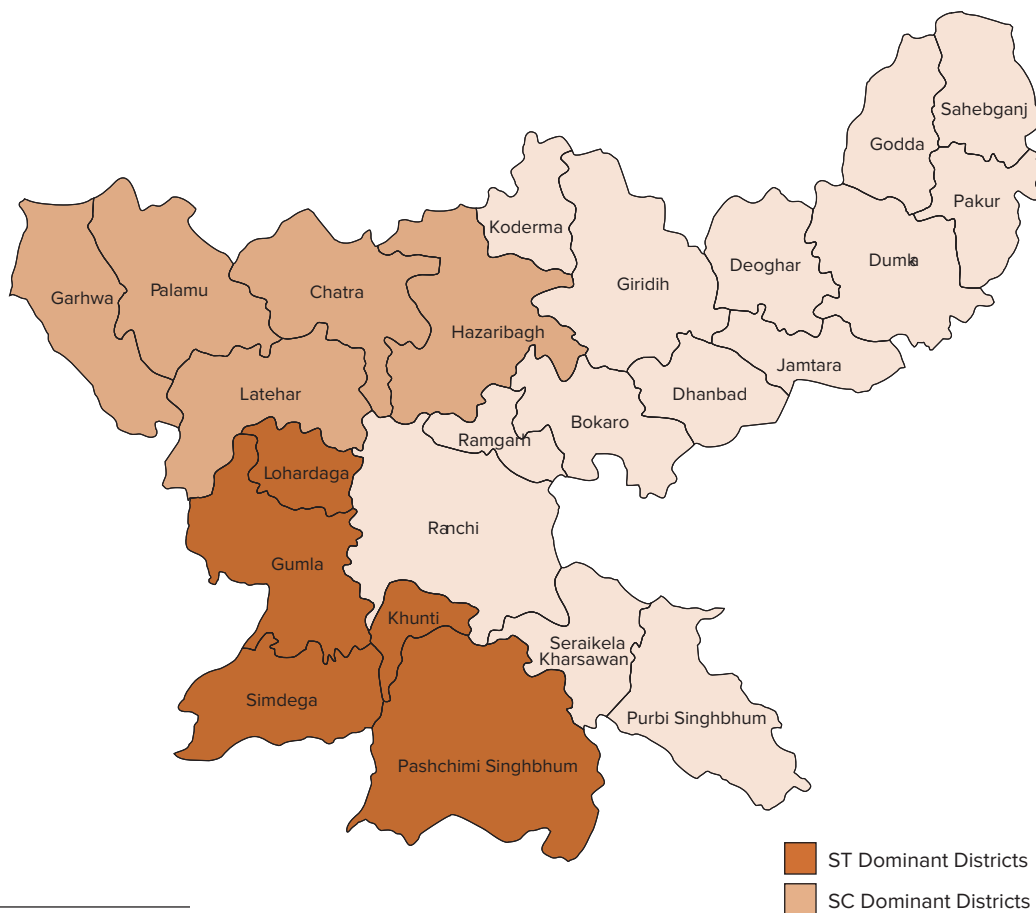 Sahebganj
Godda
Pakur
Koderma
Dumka
Deoghar
Giridih
Garhwa
Palamu
Chatra
Hazaribagh
Jamtara
Latehar
Dhanbad
Bokaro
Ramgarh
Lohardaga
Ranchi
Gumla
Khunti
Seraikela
Kharsawan
Simdega
Purbi Singhbhum
Pashchimi Singhbhum
ST Dominant Districts
SC Dominant Districts